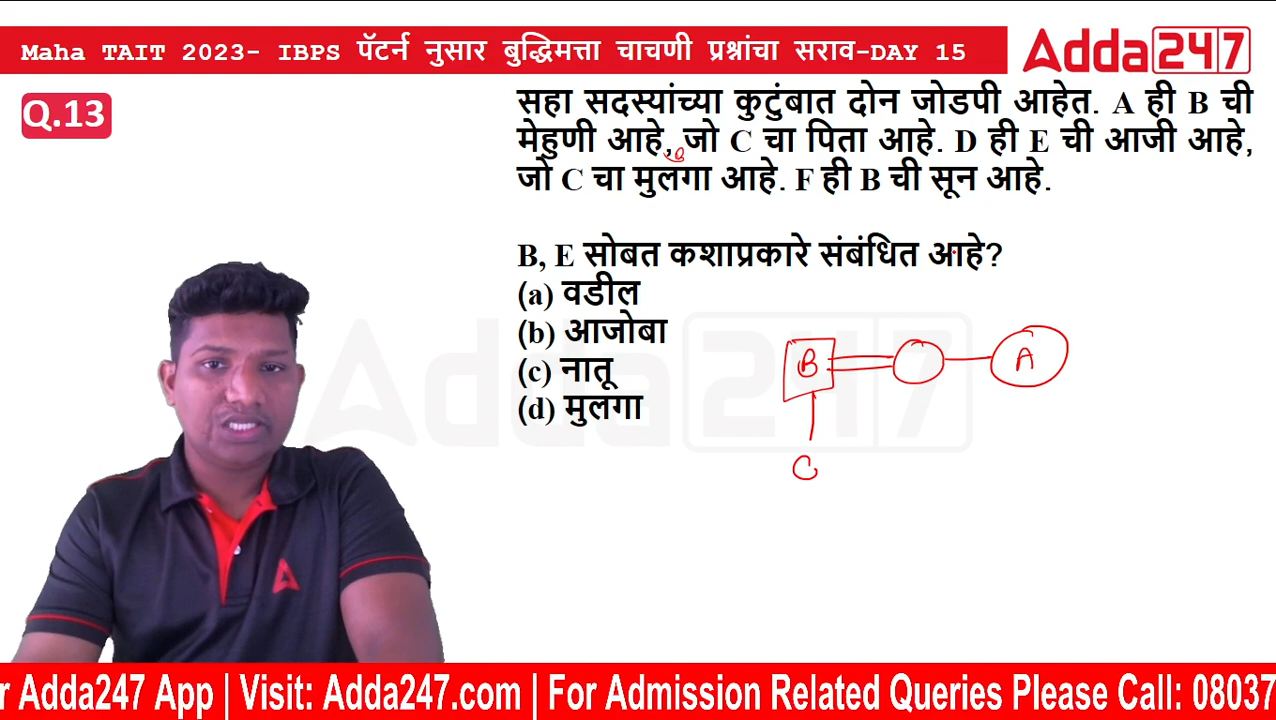 Maha TAIT 2023- IBPS पॅटर्न नुसार बुद्धिमत्ता चाचणी प्रश्नांचा सराव-DAY 15
Adda247
Q.13
सहा सदस्यांच्या कुटुंबात दोन जोडपी आहेत. A ही B ची
मेहुणी आहे, जो C चा पिता आहे. D ही E ची आजी आहे,
जो C चा मुलगा आहे. F ही B ची सून आहे.
B, E सोबत कशाप्रकारे संबंधित आहे?
(a) वडील
(b) आजोबा
(c) नातू
(d) मुलगा
B
A
C
Adda247
r Adda247 App | Visit: Adda247.com | For Admission Related Queries Please Call: 08037